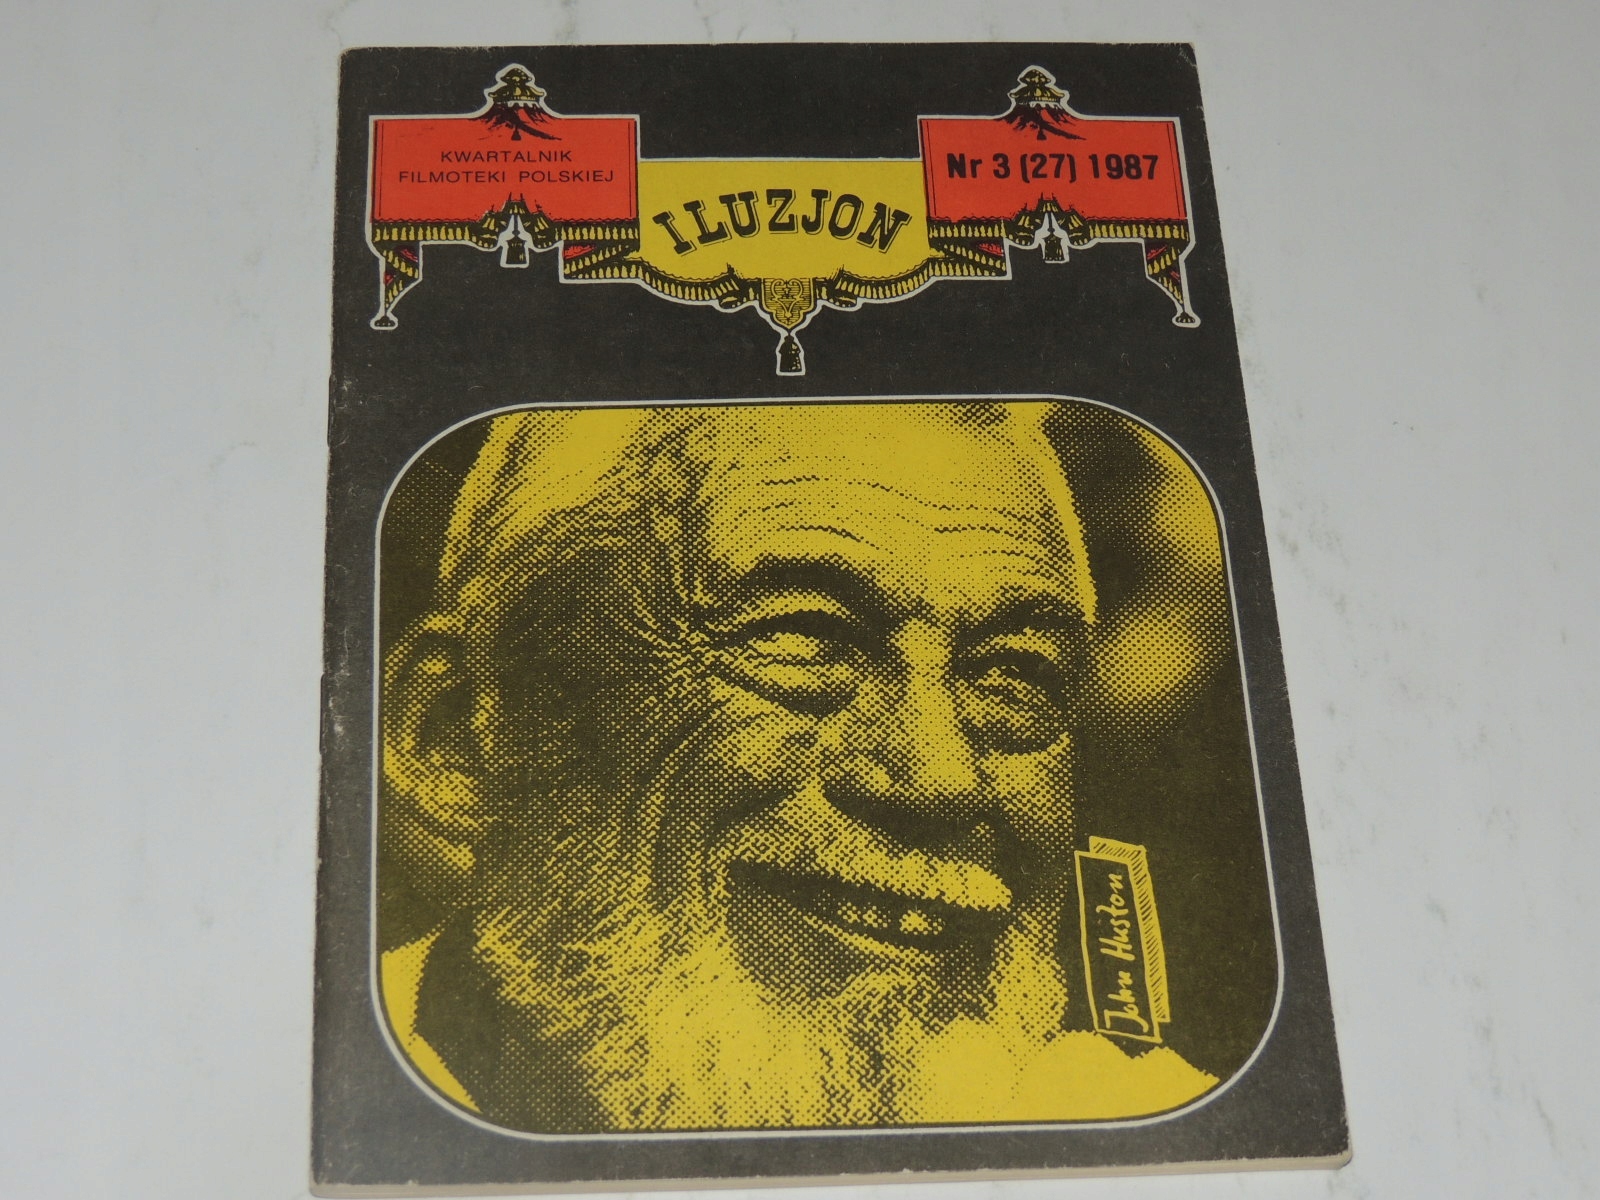 KWARTALNIK
FILMOTEKI POLSKIEJ
ILUZJON
Nr 3 (27) 1987
John Huston